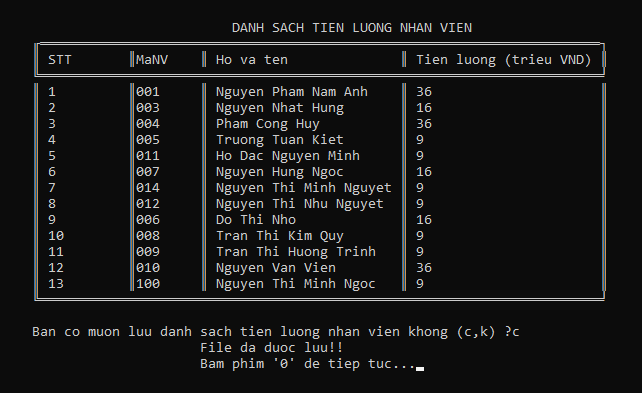 DANH SACH TIEN LUONG NHAN VIEN
STT MaNV Ho va ten Tien luong (trieu VND)
1 001 Nguyen Pham Nam Anh 36
2 003 Nguyen Nhat Hung 16
3 004 Pham Cong Huy 36
4 005 Truong Tuan Kiet 9
5 011 Ho Dac Nguyen Minh 9
6 007 Nguyen Hung Ngoc 16
7 014 Nguyen Thi Minh Nguyet 9
8 012 Nguyen Thi Nhu Nguyet 9
9 006 Do Thi Nho 16
10 008 Tran Thi Kim Quy 9
11 009 Tran Thi Huong Trinh 9
12 010 Nguyen Van Vien 36
13 100 Nguyen Thi Minh Ngoc 9
Ban co muon luu danh sach tien luong nhan vien khong (c,k) ?c
File da duoc luu!!
Bam phim '0' de tiep tuc...